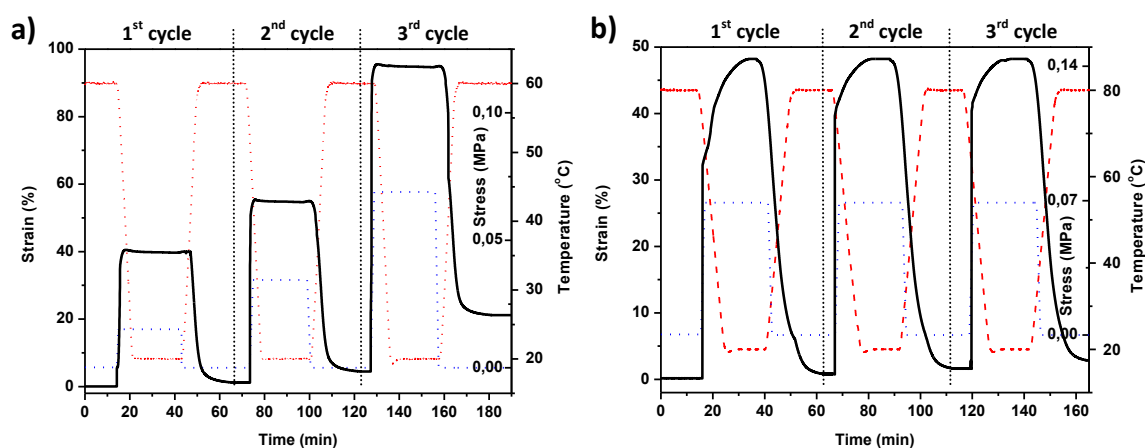 a)
1st cycle 2nd cycle 3rd cycle
100
80
60
40
20
0
Strain (%)
0,10
0,05
0,00
Stress (MPa)
60
50
40
30
20
Temperature (°C)
0 20 40 60 80 100 120 140 160 180
Time (min)
b)
1st cycle 2nd cycle 3rd cycle
50
40
30
20
10
0
Strain (%)
0,14
0,07
0,00
Stress (MPa)
80
60
40
20
Temperature (°C)
0 20 40 60 80 100 120 140 160
Time (min)